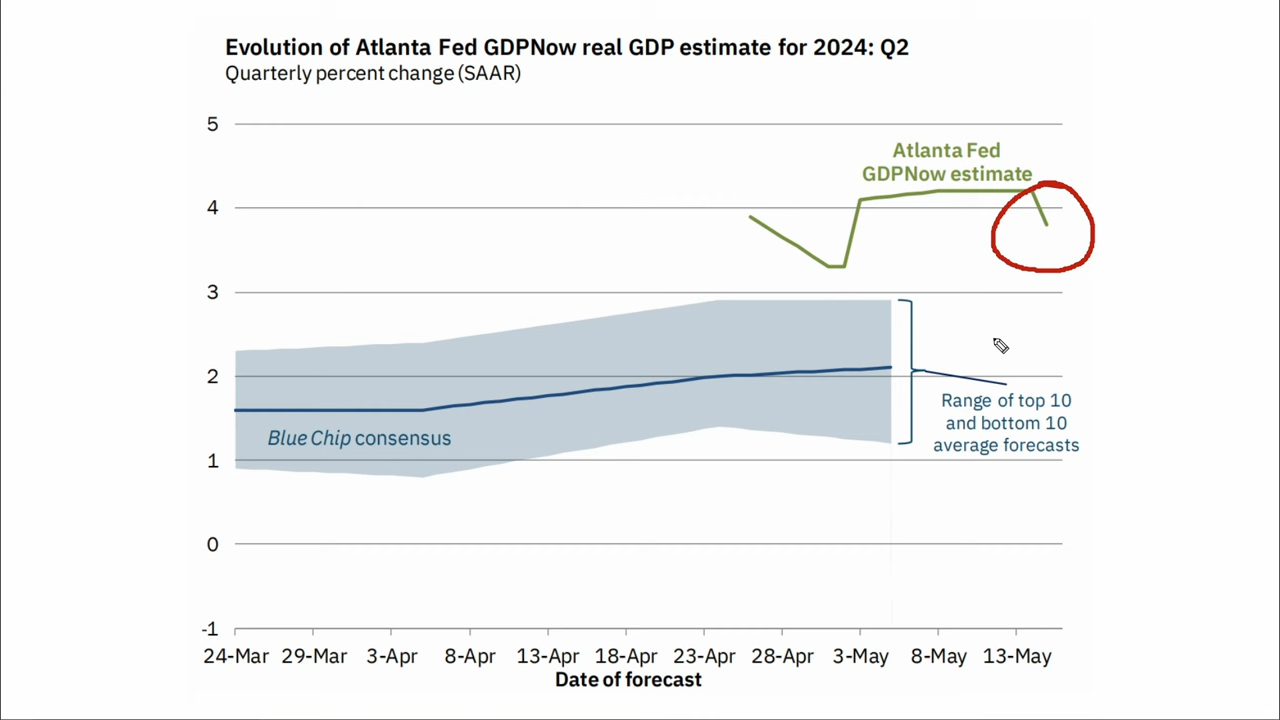 Evolution of Atlanta Fed GDPNow real GDP estimate for 2024: Q2
Quarterly percent change (SAAR)
5
Atlanta Fed
GDPNow estimate
4
3
2
Range of top 10
and bottom 10
average forecasts
Blue Chip consensus
1
0
-1
24-Mar 29-Mar 3-Apr 8-Apr 13-Apr 18-Apr 23-Apr 28-Apr 3-May 8-May 13-May
Date of forecast